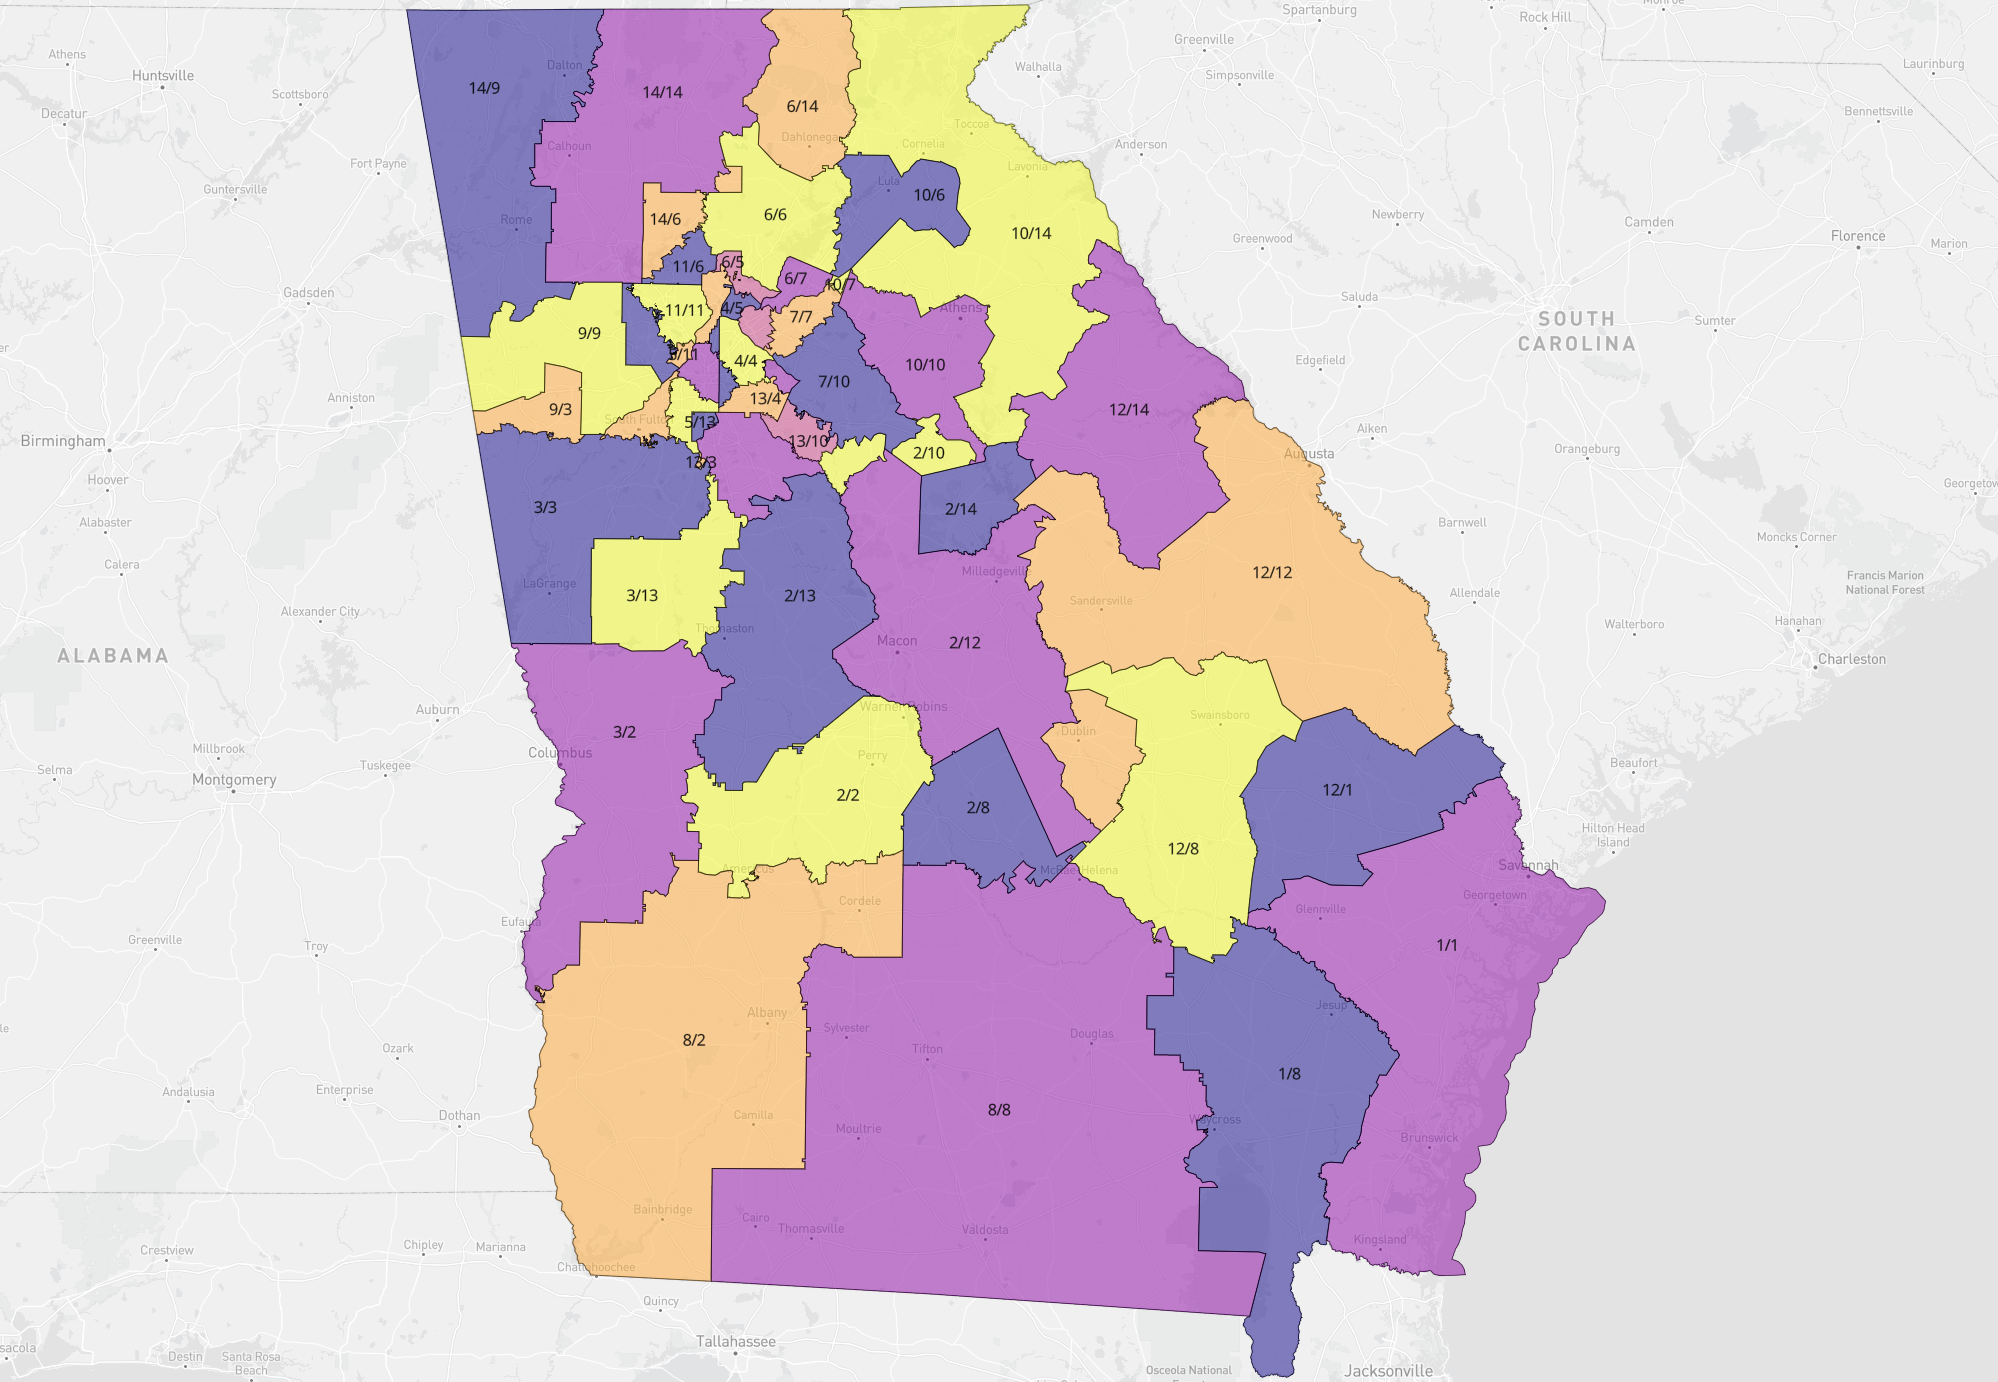 Spartanburg
Rock Hill
Monroe
Athens
Greenville
Huntsville
Dalton
Walhalla
Simpsonville
Laurinburg
Scottsboro
14/9
14/14
6/14
Decatur
Bennettsville
Toccoa
Dahlonega
Cornelia
Anderson
Calhoun
Fort Payne
Lavonia
Lula
Guntersville
10/6
Newberry
Rome
14/6
6/6
10/14
Greenwood
Carolina
Florence
Marion
11/6
6/5
6/7
10/7
Gadsden
Saluda
11/11
4/5
7/7
Athens
SOUTH
CAROLINA
Sumter
9/9
4/4
10/10
Edgefield
7/10
Anniston
9/3
13/4
12/14
South Fulton
5/13
Aiken
Birmingham
13/10
2/10
Orangeburg
Augusta
13/3
Hoover
Georgetown
3/3
2/14
Alabaster
Barnwell
Moncks Corner
Calera
Milledgeville
12/12
LaGrange
3/13
2/13
Sandersville
Allendale
Francis Marion
National Forest
Alexander City
Hanahan
Walterboro
Thomaston
Macon
2/12
ALABAMA
Charleston
Auburn
Warner Robins
Swainsboro
3/2
Dublin
Columbus
Millbrook
Perry
Selma
Montgomery
Tuskegee
Beaufort
2/2
2/8
12/1
Hilton Head
Island
12/8
Americus
McRae-Helena
Savannah
Cordele
Georgetown
Eufaula
Glennville
Greenville
Troy
1/1
Albany
Jesup
8/2
Sylvester
Douglas
Ozark
Tifton
1/8
Andalusia
Enterprise
Dothan
Camilla
8/8
Waycross
Moultrie
Brunswick
Bainbridge
Cairo
Thomasville
Valdosta
Kingsland
Crestview
Chipley
Marianna
Chattahoochee
Quincy
Tallahassee
Destin
Santa Rosa
Beach
Osceola National
Jacksonville